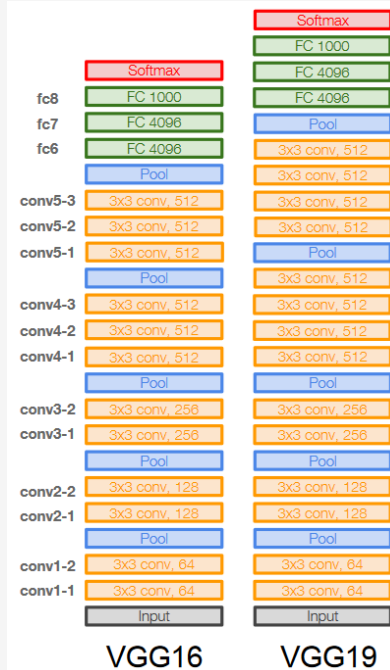 Softmax
FC 1000
Softmax FC 4096
fc8 FC 1000 FC 4096
fc7 FC 4096 Pool
fc6 FC 4096 3x3 conv, 512
Pool 3x3 conv, 512
conv5-3 3x3 conv, 512 3x3 conv, 512
conv5-2 3x3 conv, 512 3x3 conv, 512
conv5-1 3x3 conv, 512 Pool
Pool 3x3 conv, 512
conv4-3 3x3 conv, 512 3x3 conv, 512
conv4-2 3x3 conv, 512 3x3 conv, 512
conv4-1 3x3 conv, 512 3x3 conv, 512
Pool Pool
conv3-2 3x3 conv, 256 3x3 conv, 256
conv3-1 3x3 conv, 256 3x3 conv, 256
Pool Pool
conv2-2 3x3 conv, 128 3x3 conv, 128
conv2-1 3x3 conv, 128 3x3 conv, 128
Pool Pool
conv1-2 3x3 conv, 64 3x3 conv, 64
conv1-1 3x3 conv, 64 3x3 conv, 64
Input Input
VGG16 VGG19